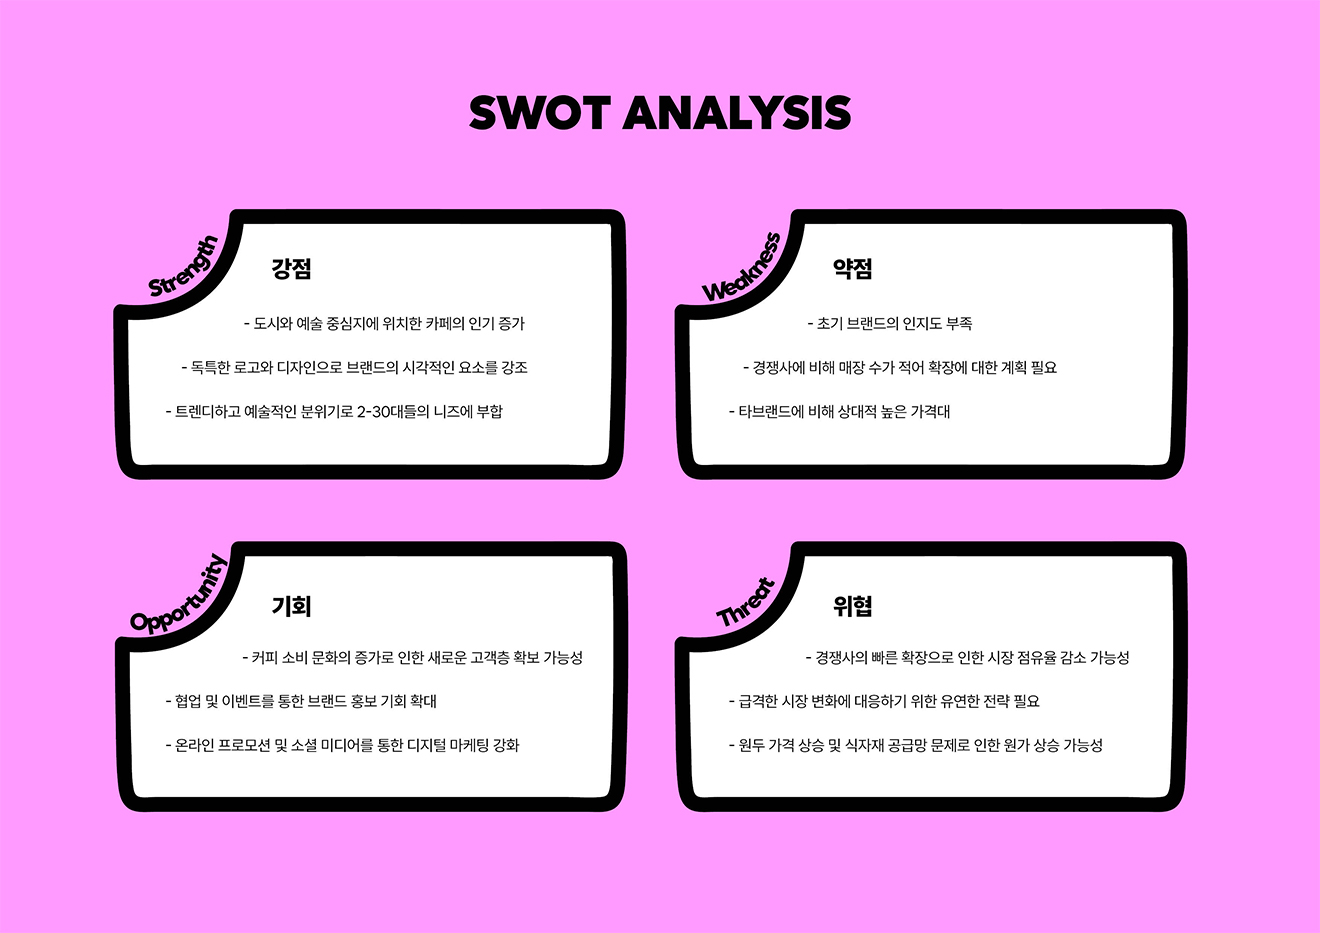 SWOT ANALYSIS
Strength
강점
- 도시와 예술 중심지에 위치한 카페의 인기 증가
- 독특한 로고와 디자인으로 브랜드의 시각적인 요소를 강조
- 트렌디하고 예술적인 분위기로 2-30대들의 니즈에 부합
Weakness
약점
- 초기 브랜드의 인지도 부족
- 경쟁사에 비해 매장 수가 적어 확장에 대한 계획 필요
- 타브랜드에 비해 상대적 높은 가격대
Opportunity
기회
- 커피 소비 문화의 증가로 인한 새로운 고객층 확보 가능성
- 협업 및 이벤트를 통한 브랜드 홍보 기회 확대
- 온라인 프로모션 및 소셜 미디어를 통한 디지털 마케팅 강화
Threat
위협
- 경쟁사의 빠른 확장으로 인한 시장 점유율 감소 가능성
- 급격한 시장 변화에 대응하기 위한 유연한 전략 필요
- 원두 가격 상승 및 식자재 공급망 문제로 인한 원가 상승 가능성